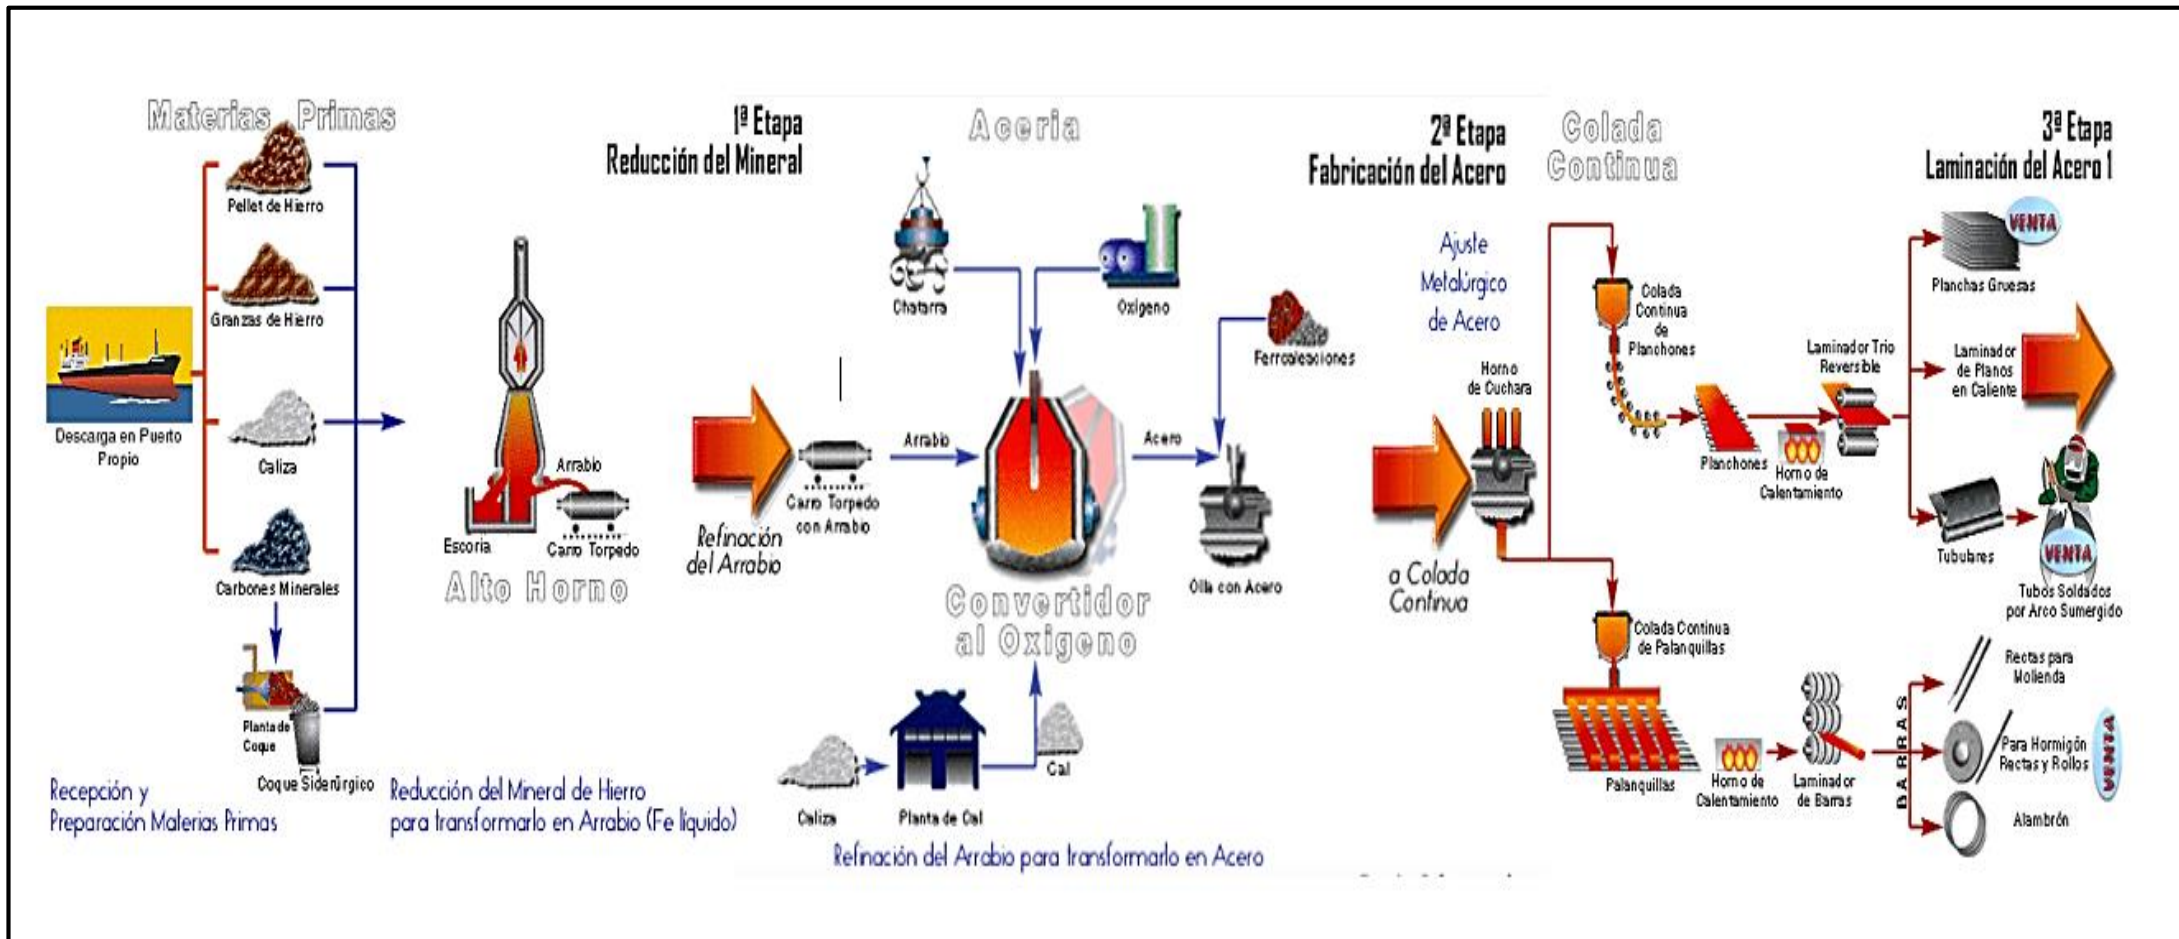 Materias Primas
Pellet de Hierro
Granzas de Hierro
Descarga en Puerto
Propio
Caliza
Carbones Minerales
Planta de
Coque
Coque Siderúrgico
Recepción y
Preparación Materias Primas
1ª Etapa
Reducción del Mineral
Arrabio
Escoria
Carro Torpedo
Alto Horno
Reducción del Mineral de Hierro
para transformarlo en Arrabio (Fe líquido)
Refinación
del Arrabio
Aceria
Chatarra
Oxígeno
Ferroaleaciones
Carro Torpedo
con Arrabio
Arrabio
Acero
Olla con Acero
Convertidor
al Oxigeno
Caliza
Planta de Cal
Cal
Refinación del Arrabio para transformarlo en Acero
2ª Etapa
Fabricación del Acero
Ajuste
Metalúrgico
de Acero
Horno
de Cuchara
a Colada
Continua
Colada
Continua
Colada
Continua
de
Planchones
Planchones
Horno de
Calentamiento
Laminador Trio
Reversible
3ª Etapa
Laminación del Acero 1
VENTA
Planchas Gruesas
Laminador
de Planos
en Caliente
Tubulares
VENTA
Tubos Soldados
por Arco Sumergido
Colada Continua
de Palanquillas
Palanquillas
Horno de
Calentamiento
Laminador
de Barras
BARRAS
Rectas para
Molienda
Para Hormigón
Rectas y Rollos
VENTA
Alambrón